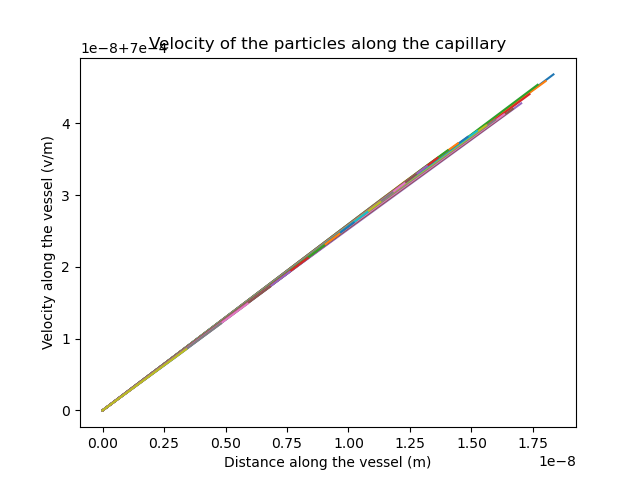 Velocity of the particles along the capillary
1e−8+7e−4
4
3
2
1
0
Velocity along the vessel (v/m)
0.00 0.25 0.50 0.75 1.00 1.25 1.50 1.75
1e−8
Distance along the vessel (m)